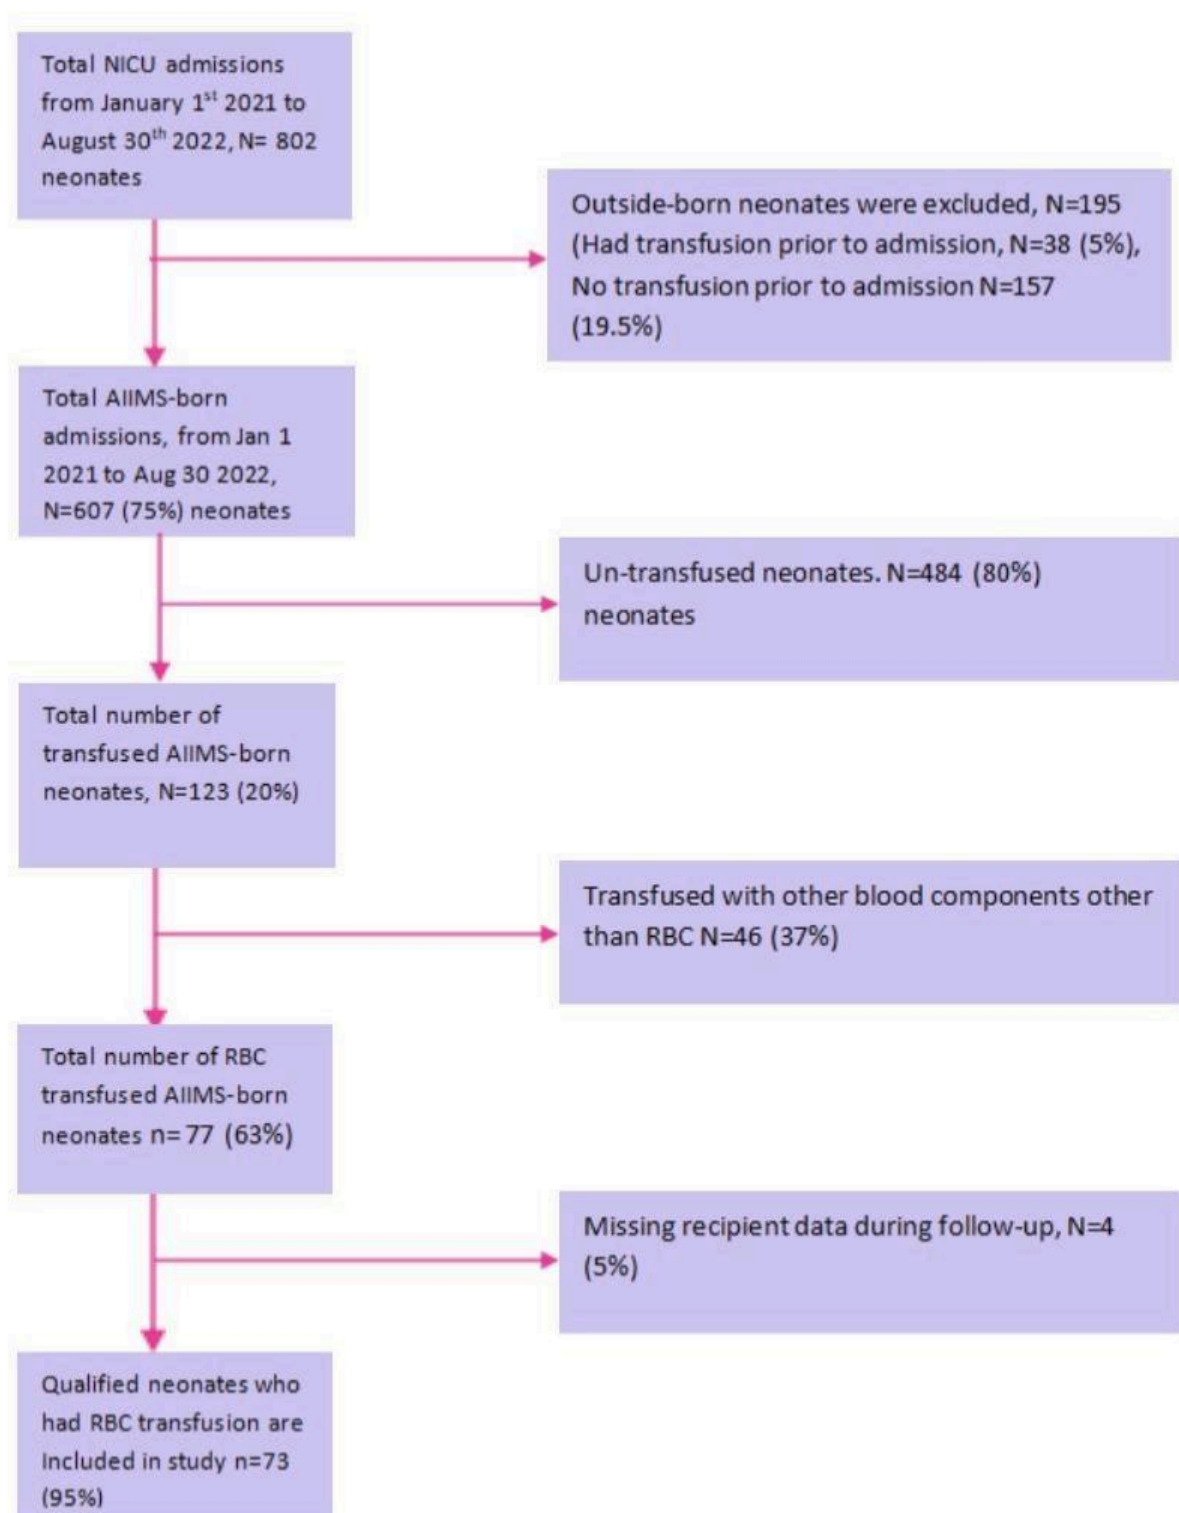 Total NICU admissions
from January 1st 2021 to
August 30th 2022, N= 802
neonates
Outside-born neonates were excluded, N=195
(Had transfusion prior to admission, N=38 (5%),
No transfusion prior to admission N=157
(19.5%)
Total AIIMS-born
admissions, from Jan 1
2021 to Aug 30 2022,
N=607 (75%) neonates
Un-transfused neonates. N=484 (80%)
neonates
Total number of
transfused AIIMS-born
neonates, N=123 (20%)
Transfused with other blood components other
than RBC N=46 (37%)
Total number of RBC
transfused AIIMS-born
neonates n= 77 (63%)
Missing recipient data during follow-up, N=4
(5%)
Qualified neonates who
had RBC transfusion are
Included in study n=73
(95%)